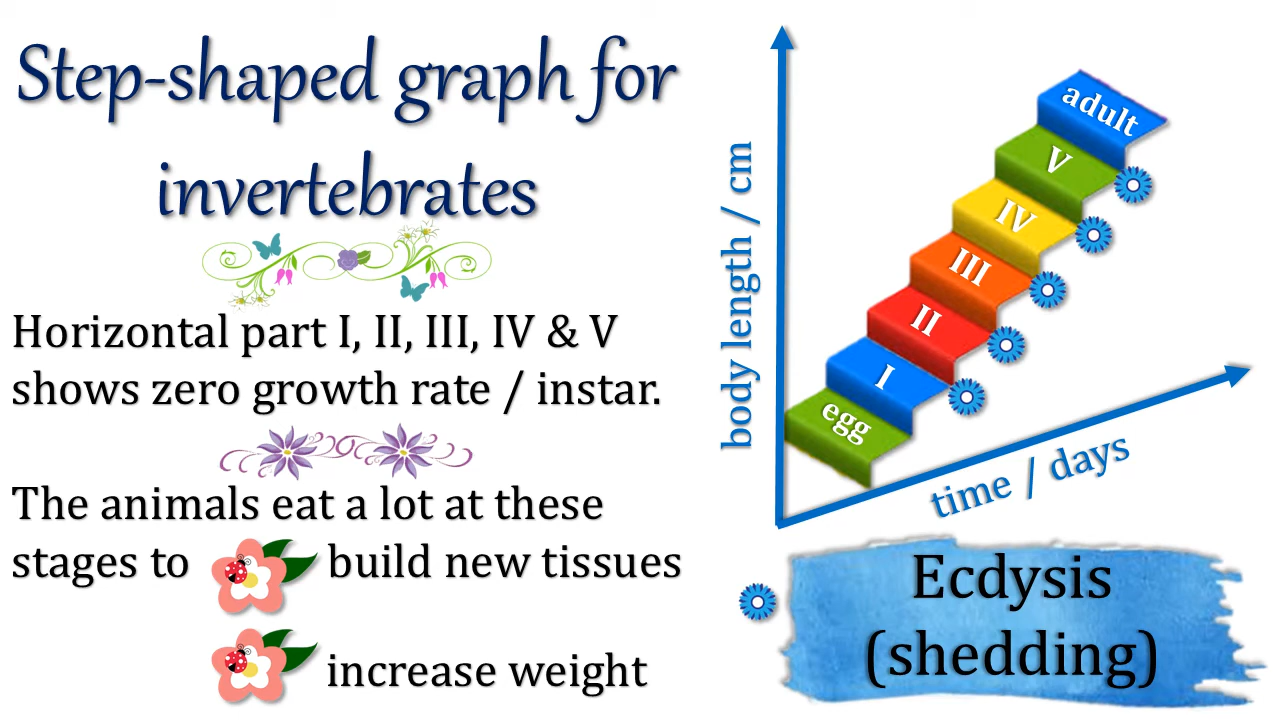 Step-shaped graph for
invertebrates
Horizontal part I, II, III, IV & V
shows zero growth rate / instar.
The animals eat a lot at these
stages to build new tissues
increase weight
body length / cm
adult
V
IV
III
II
I
egg
time / days
Ecdysis
(shedding)